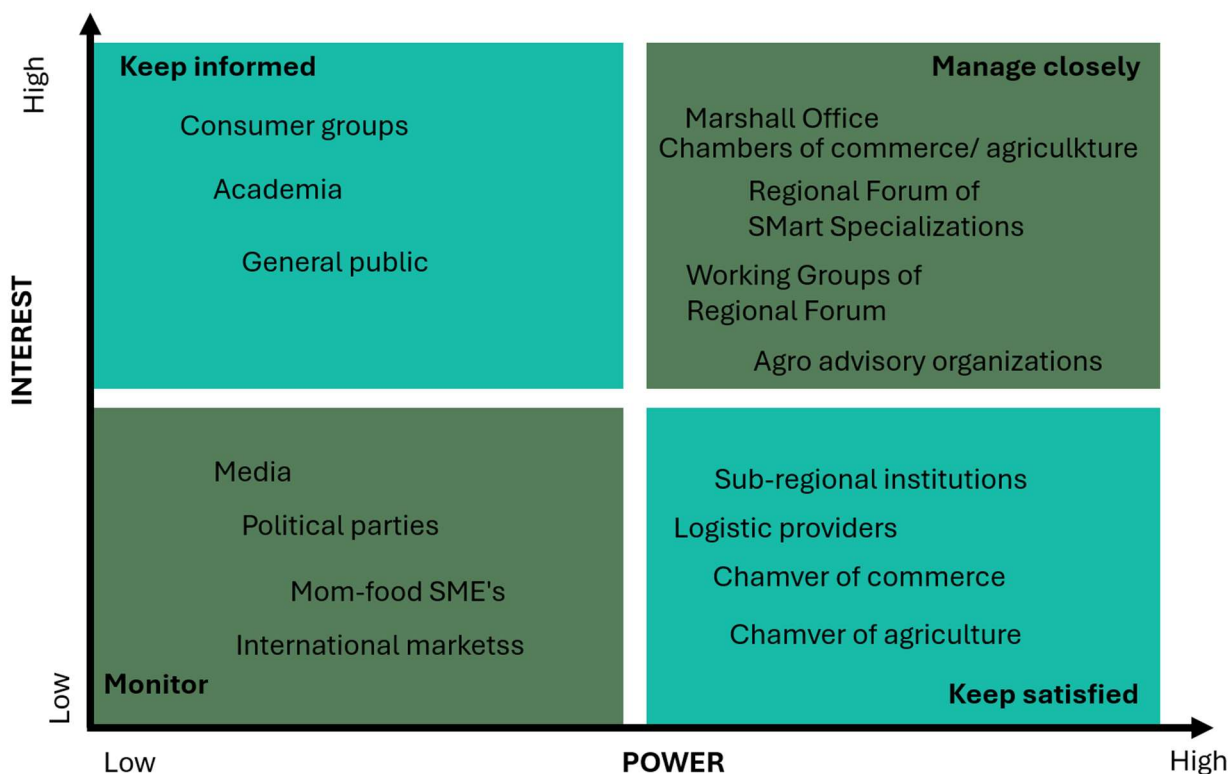 High
INTEREST
Low
Keep informed
Consumer groups
Academia
General public
Manage closely
Marshall Office
Chambers of commerce/ agriculkture
Regional Forum of
SMart Specializations
Working Groups of
Regional Forum
Agro advisory organizations
Media
Political parties
Mom-food SME's
International marketss
Monitor
Sub-regional institutions
Logistic providers
Chamver of commerce
Chamver of agriculture
Keep satisfied
Low
POWER
High